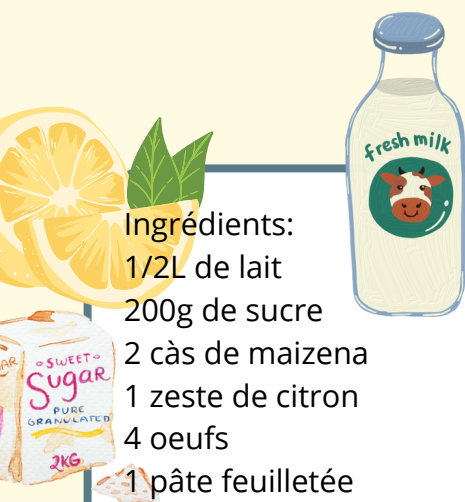 fresh milk
Ingrédients:
1/2L de lait
200g de sucre
2 càs de maizena
1 zeste de citron
4 oeufs
1 pâte feuilletée
AR
SWEET
SugaR
PURE
GRANULATED
2KG